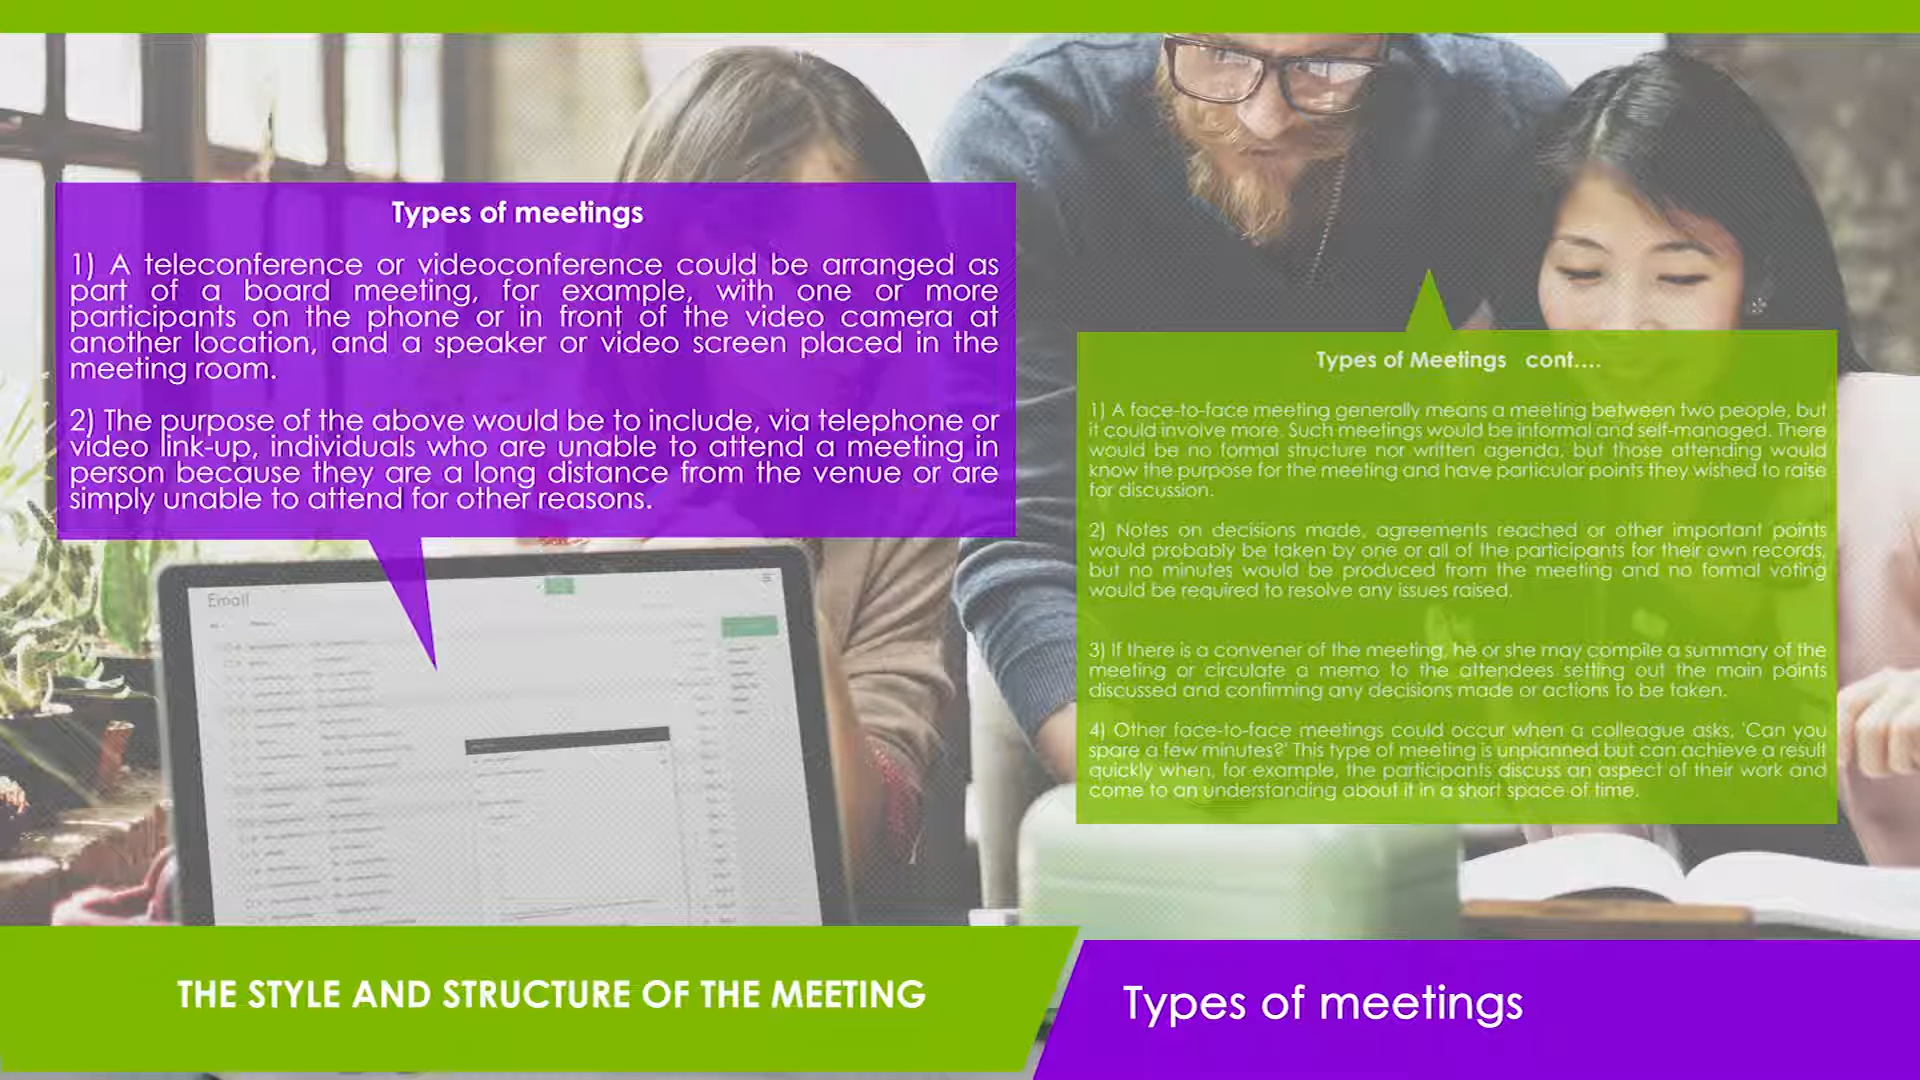 Types of meetings
1) A teleconference or videoconference could be arranged as
part of a board meeting, for example, with one or more
participants on the phone or in front of the video camera at
another location, and a speaker or video screen placed in the
meeting room.
2) The purpose of the above would be to include, via telephone or
video link-up, individuals who are unable to attend a meeting in
person because they are a long distance from the venue or are
simply unable to attend for other reasons.
Types of Meetings cont....
1) A face-to-face meeting generally means a meeting between two people, but
it could involve more. Such meetings would be informal and self-managed. There
would be no formal structure nor written agenda, but those attending would
know the purpose for the meeting and have particular points they wished to raise
for discussion.
2) Notes on decisions made, agreements reached or other important points
would probably be taken by one or all of the participants for their own records,
but no minutes would be produced from the meeting and no formal voting
would be required to resolve any issues raised.
3) If there is a convener of the meeting, he or she may compile a summary of the
meeting or circulate a memo to the attendees setting out the main points
discussed and confirming any decisions made or actions to be taken.
4) Other face-to-face meetings could occur when a colleague asks, 'Can you
spare a few minutes?' This type of meeting is unplanned but can achieve a result
quickly when, for example, the participants discuss an aspect of their work and
come to an understanding about it in a short space of time.
Email
THE STYLE AND STRUCTURE OF THE MEETING
Types of meetings